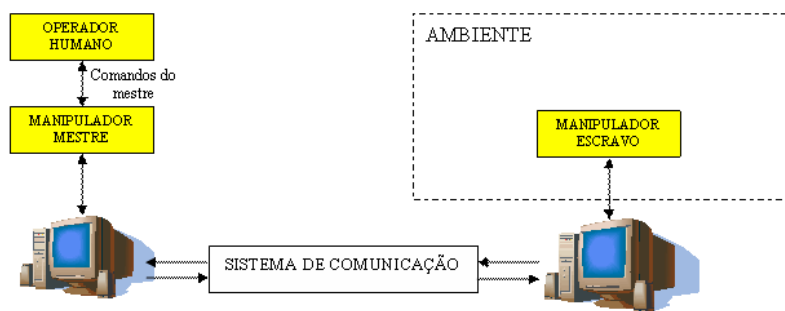 OPERADOR
HUMANO
Comandos do
mestre
MANIPULADOR
MESTRE
AMBIENTE
MANIPULADOR
ESCRAVO
SISTEMA DE COMUNICAÇÃO